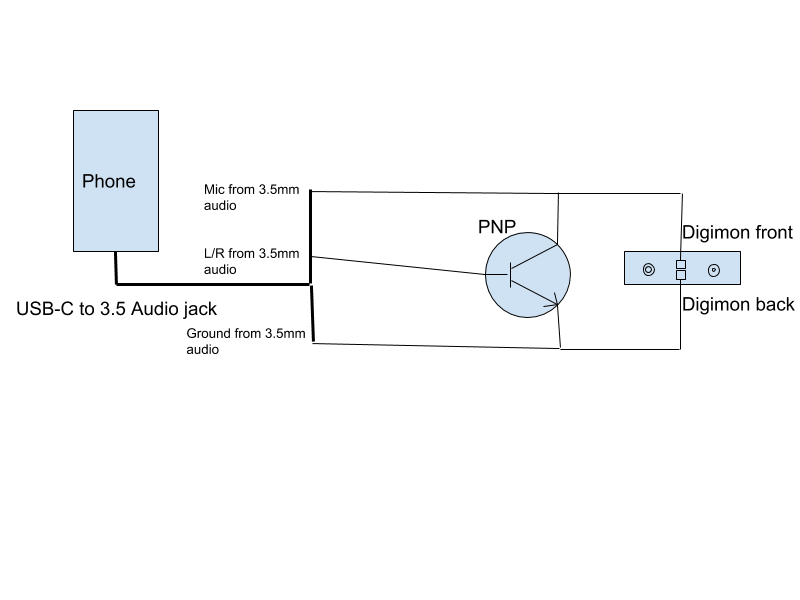 Phone
Mic from 3.5mm
audio
PNP
Digimon front
L/R from 3.5mm
audio
USB-C to 3.5 Audio jack
Digimon back
Ground from 3.5mm
audio